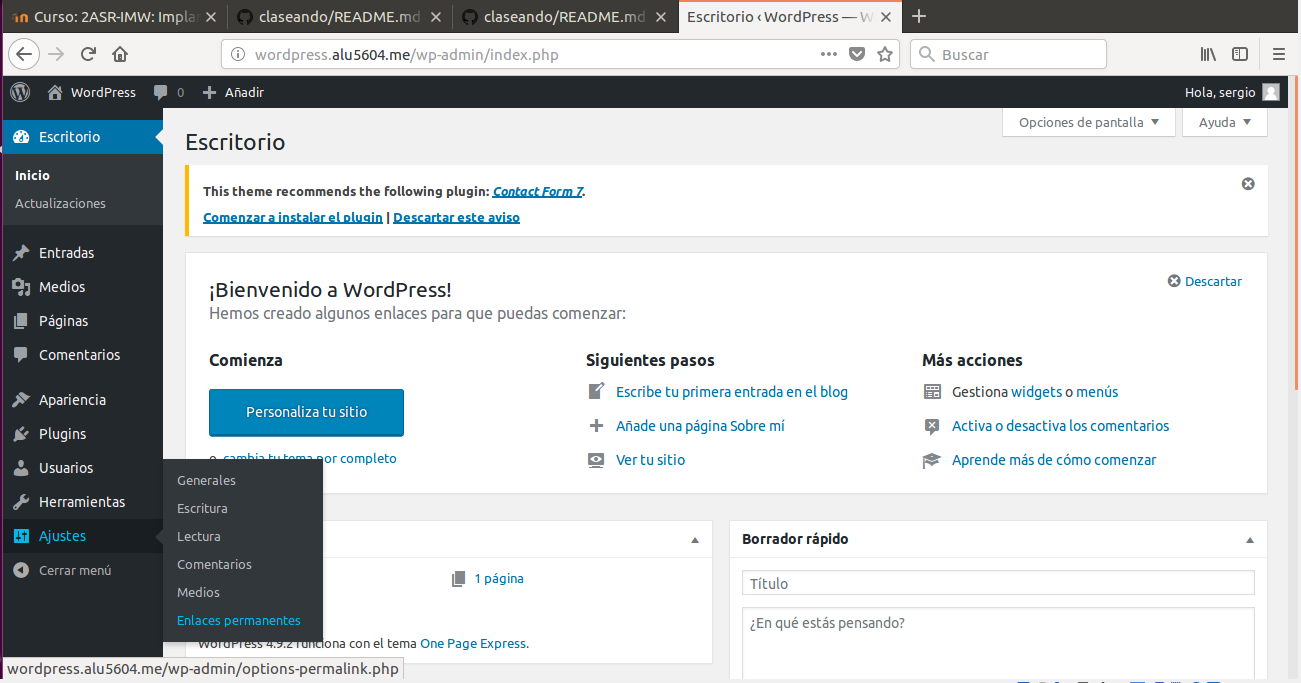 Curso: 2ASR-IMW: Impla
claseando/README.md
claseando/README.md
Escritorio ‹ WordPress — W
wordpress.alu5604.me/wp-admin/index.php
Buscar
WordPress
0
Añadir
Hola, sergio
Escritorio
Inicio
Actualizaciones
Entradas
Medios
Páginas
Comentarios
Apariencia
Plugins
Usuarios
Herramientas
Ajustes
Cerrar menú
Generales
Escritura
Lectura
Comentarios
Medios
Enlaces permanentes
Opciones de pantalla
Ayuda
Escritorio
This theme recommends the following plugin: Contact Form 7.
Comenzar a instalar el plugin | Descartar este aviso
Descartar
¡Bienvenido a WordPress!
Hemos creado algunos enlaces para que puedas comenzar:
Comienza
Personaliza tu sitio
o, cambia tu tema por completo
Siguientes pasos
Escribe tu primera entrada en el blog
Añade una página Sobre mí
Ver tu sitio
Más acciones
Gestiona widgets o menús
Activa o desactiva los comentarios
Aprende más de cómo comenzar
1 página
WordPress 4.9.2 funciona con el tema One Page Express.
Borrador rápido
Título
¿En qué estás pensando?
wordpress.alu5604.me/wp-admin/options-permalink.php